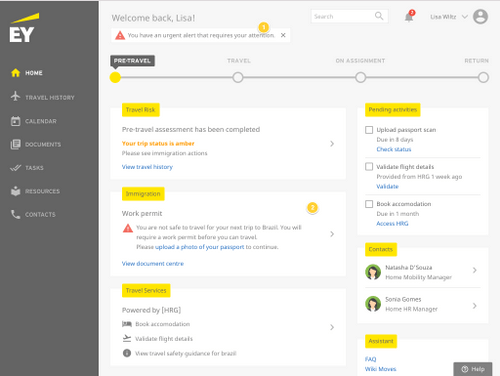 EY
HOME
TRAVEL HISTORY
CALENDAR
DOCUMENTS
TASKS
RESOURCES
CONTACTS
Welcome back, Lisa!
Search
Lisa Wiltz
You have an urgent alert that requires your attention.
1
PRE-TRAVEL
TRAVEL
ON ASSIGNMENT
RETURN
Travel Risk
Pre-travel assessment has been completed
Your trip status is amber
Please see immigration actions
View travel history
Immigration
2
Work permit
You are not safe to travel for your next trip to Brazil. You will
require a work permit before you can travel.
Please upload a photo of your passport to continue.
View document centre
Travel Services
Powered by [HRG]
Book accomodation
Validate flight details
View travel safety guidance for brazil
Pending activities
Upload passport scan
Due in 8 days
Check status
Validate flight details
Provided from HRG 1 week ago
Validate
Book accomodation
Due in 1 month
Access HRG
Contacts
Natasha D'Souza
Home Mobility Manager
Sonia Gomes
Home HR Manager
Assistant
FAQ
Wiki Moves
Help